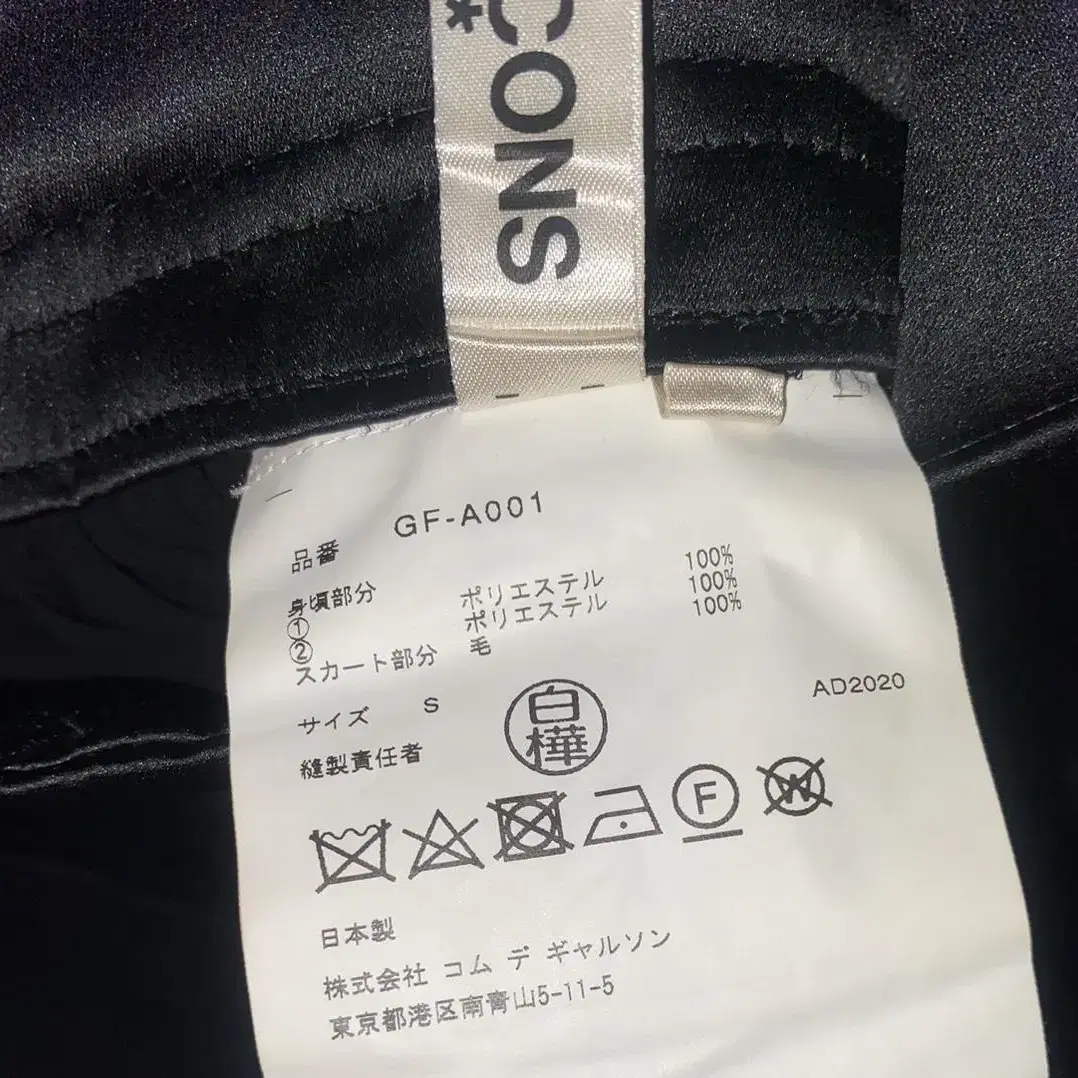 *
CONS
品番 GF-A001
身頃部分
① ポリエステル 100%
② ポリエステル 100%
スカート部分 毛 100%
サイズ S
AD2020
縫製責任者 白樺
F
W
日本製
株式会社 コム デ ギャルソン
東京都港区南青山5-11-5